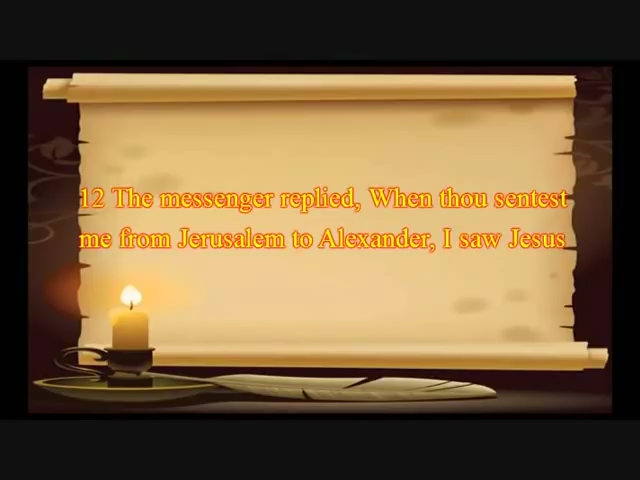 12 The messenger replied, When thou sentest
me from Jerusalem to Alexander, I saw Jesus